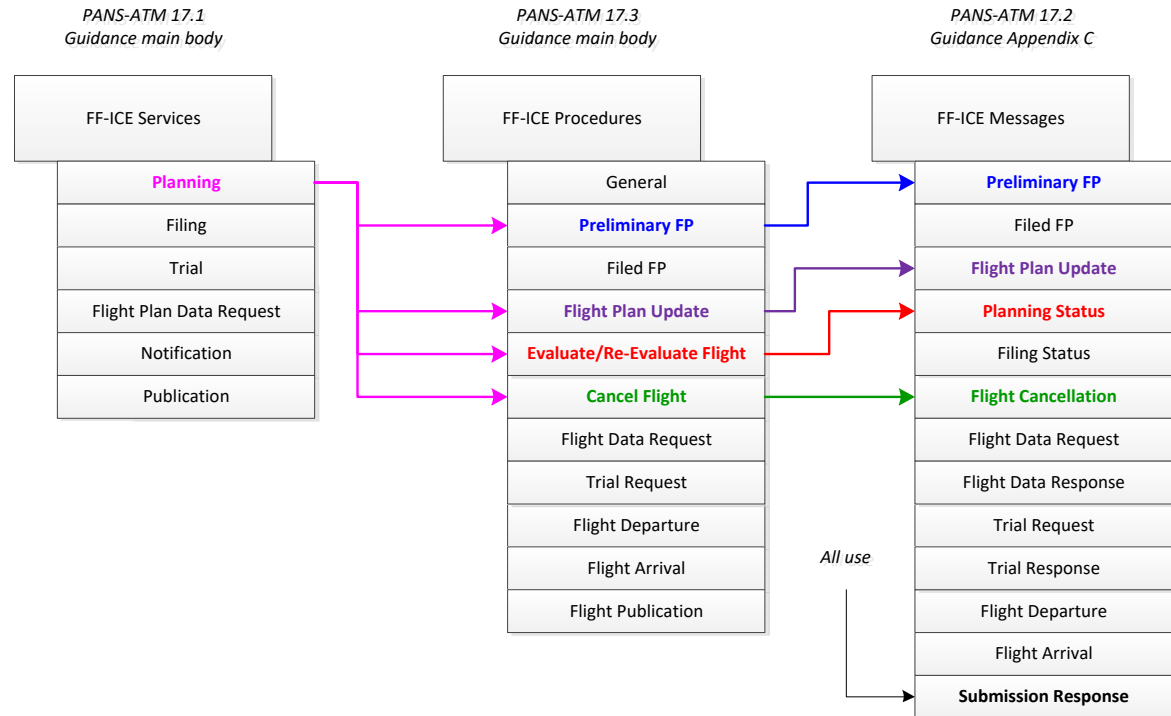 PANS-ATM 17.1
Guidance main body
FF-ICE Services
Planning
Filing
Trial
Flight Plan Data Request
Notification
Publication
PANS-ATM 17.3
Guidance main body
FF-ICE Procedures
General
Preliminary FP
Filed FP
Flight Plan Update
Evaluate/Re-Evaluate Flight
Cancel Flight
Flight Data Request
Trial Request
Flight Departure
Flight Arrival
Flight Publication
PANS-ATM 17.2
Guidance Appendix C
FF-ICE Messages
Preliminary FP
Filed FP
Flight Plan Update
Planning Status
Filing Status
Flight Cancellation
Flight Data Request
Flight Data Response
Trial Request
Trial Response
Flight Departure
Flight Arrival
Submission Response
All use